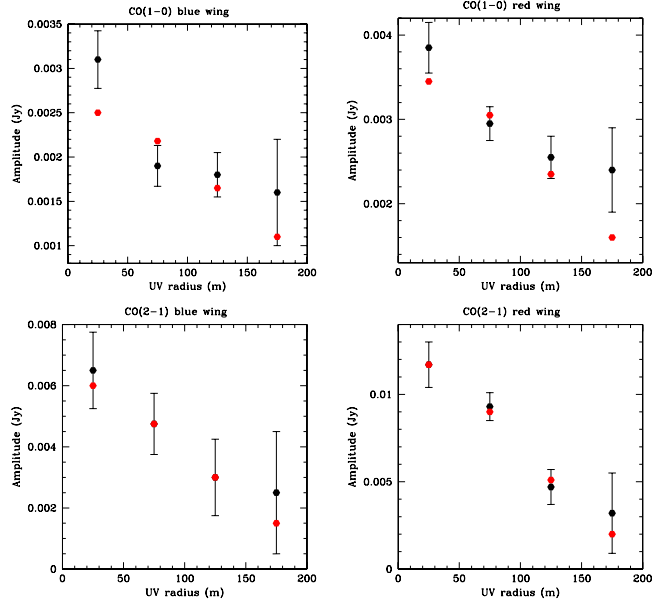 CO(1-0) blue wing
0.0035
0.003
0.0025
0.002
0.0015
0.001
Amplitude (Jy)
0 50 100 150 200
UV radius (m)
CO(1-0) red wing
0.004
0.003
0.002
Amplitude (Jy)
0 50 100 150 200
UV radius (m)
CO(2-1) blue wing
0.008
0.006
0.004
0.002
0
Amplitude (Jy)
0 50 100 150 200
UV radius (m)
CO(2-1) red wing
0.01
0.005
0
Amplitude (Jy)
0 50 100 150 200
UV radius (m)